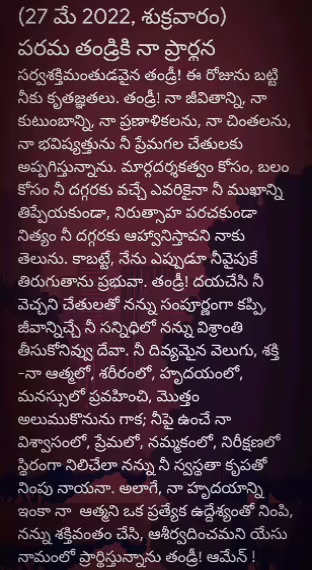 (27 మే 2022, శుక్రవారం)
పరమ తండ్రికి నా ప్రార్థన
సర్వశక్తిమంతుడవైన తండ్రి! ఈ రోజును బట్టి
నీకు కృతజ్ఞతలు. తండ్రీ! నా జీవితాన్ని, నా
కుటుంబాన్ని, నా ప్రణాళికలను, నా చింతలను,
నా భవిష్యత్తును నీ ప్రేమగల చేతులకు
అప్పగిస్తున్నాను. మార్గదర్శకత్వం కోసం, బలం
కోసం నీ దగ్గరకు వచ్చే ఎవరికైనా నీ ముఖాన్ని
తిప్పేయకుండా, నిరుత్సాహ పరచకుండా
నిత్యం నీ దగ్గరకు ఆహ్వానిస్తావని నాకు
తెలును. కాబట్టే, నేను ఎప్పుడూ నీవైపుకే
తిరుగుతాను ప్రభువా. తండ్రి! దయచేసి నీ
వెచ్చని చేతులతో నన్ను సంపూర్ణంగా కప్పి,
జీవాన్నిచ్చే నీ సన్నిధిలో నన్ను విశ్రాంతి
తీసుకోనివ్వు దేవా. నీ దివ్యమైన వెలుగు, శక్తి
-నా ఆత్మలో, శరీరంలో, హృదయంలో,
మనస్సులో ప్రవహించి, మొత్తం
అలుముకొనును గాక; నీపై ఉంచే నా
విశ్వాసంలో, ప్రేమలో, నమ్మకంలో, నిరీక్షణలో
స్థిరంగా నిలిచేలా నన్ను నీ స్వస్థతా కృపతో
నింపు నాయనా. అలాగే, నా హృదయాన్ని
ఇంకా నా ఆత్మని ఒక ప్రత్యేక ఉద్దేశ్యంతో నింపి,
నన్ను శక్తివంతం చేసి, ఆశీర్వదించమని యేసు
నామంలో ప్రార్థిస్తున్నాను తండ్రీ! ఆమేన్ !